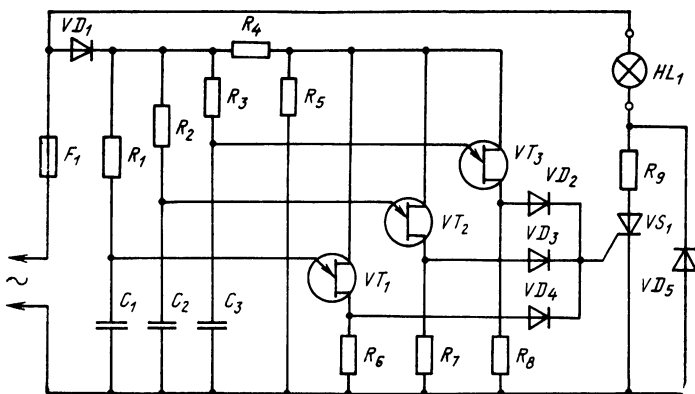 VD1 R4 HL1
F1 R1 R2 R3 R5 VT3 R9
VD2
VT2 VS1
VD3
~ C1 C2 C3 VT1 VD4 VD5
R6 R7 R8